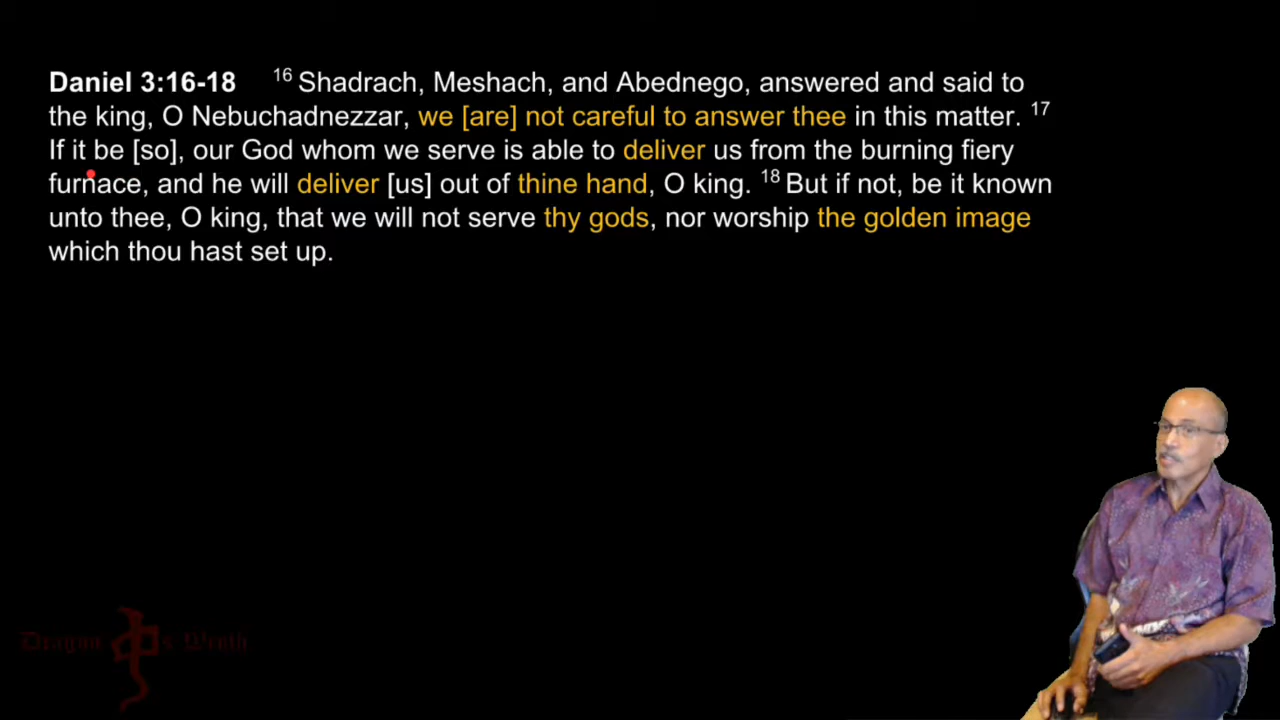 Daniel 3:16-18 16 Shadrach, Meshach, and Abednego, answered and said to
the king, O Nebuchadnezzar, we [are] not careful to answer thee in this matter. 17
If it be [so], our God whom we serve is able to deliver us from the burning fiery
furnace, and he will deliver [us] out of thine hand, O king. 18 But if not, be it known
unto thee, O king, that we will not serve thy gods, nor worship the golden image
which thou hast set up.
Dragon s Wrath